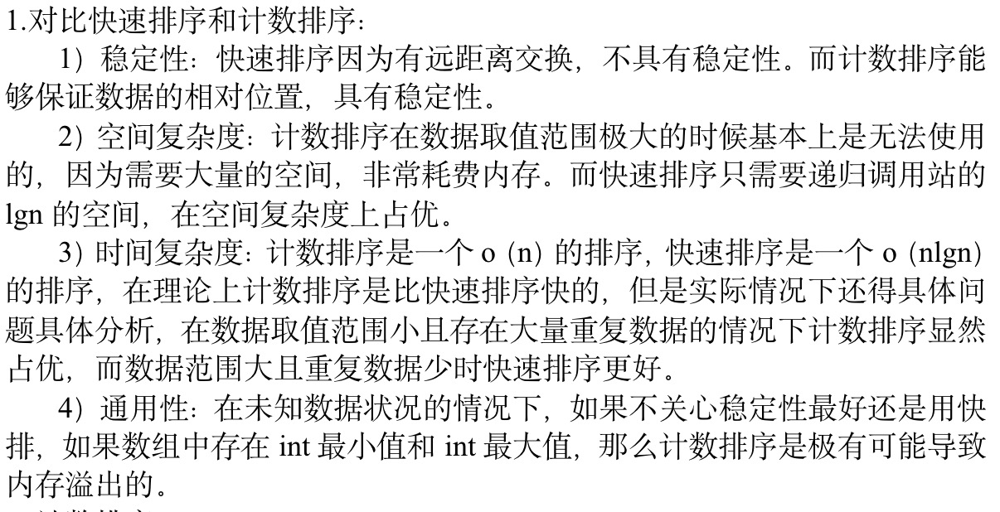 1.对比快速排序和计数排序：
1）稳定性：快速排序因为有远距离交换，不具有稳定性。而计数排序能
够保证数据的相对位置，具有稳定性。
2）空间复杂度：计数排序在数据取值范围极大的时候基本上是无法使用
的，因为需要大量的空间，非常耗费内存。而快速排序只需要递归调用站的
lgn 的空间，在空间复杂度上占优。
3）时间复杂度：计数排序是一个 o（n）的排序，快速排序是一个 o（nlgn）
的排序，在理论上计数排序是比快速排序快的，但是实际情况下还得具体问
题具体分析，在数据取值范围小且存在大量重复数据的情况下计数排序显然
占优，而数据范围大且重复数据少时快速排序更好。
4）通用性：在未知数据状况的情况下，如果不关心稳定性最好还是用快
排，如果数组中存在 int 最小值和 int 最大值，那么计数排序是极有可能导致
内存溢出的。